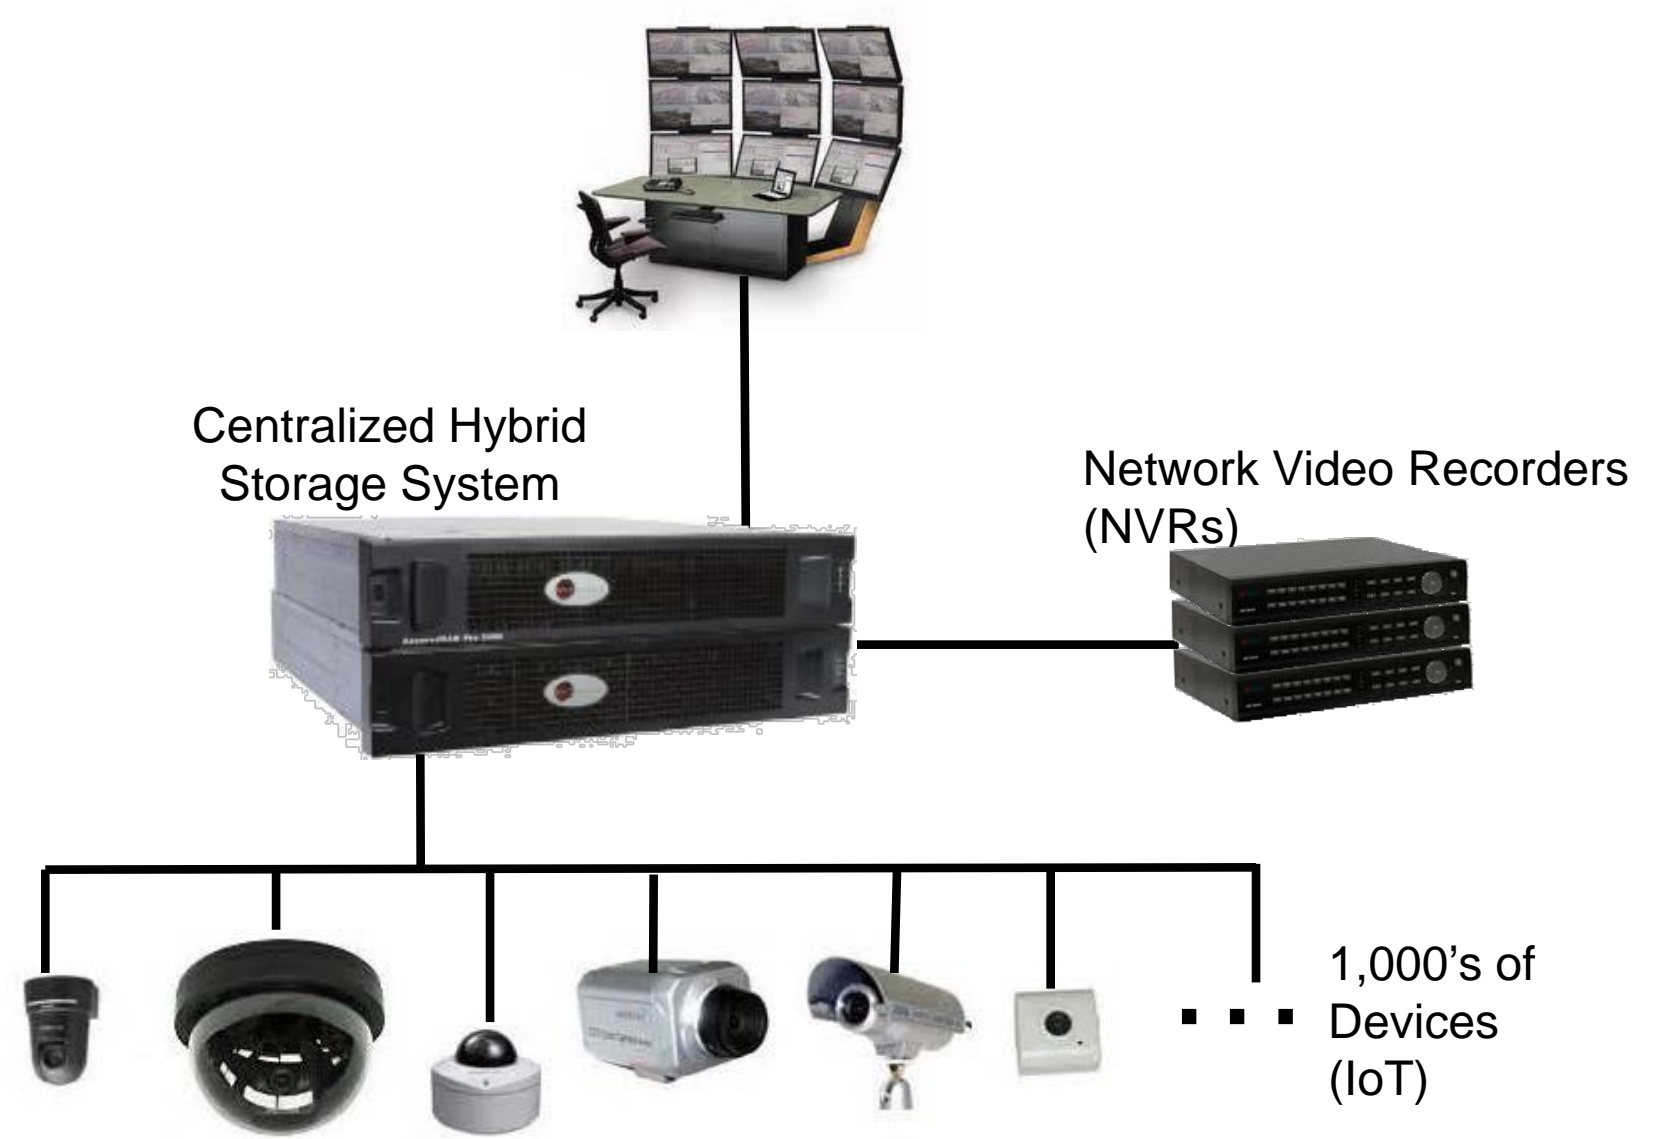 Centralized Hybrid
Storage System
Network Video Recorders
(NVRs)
1,000's of
Devices
(IoT)